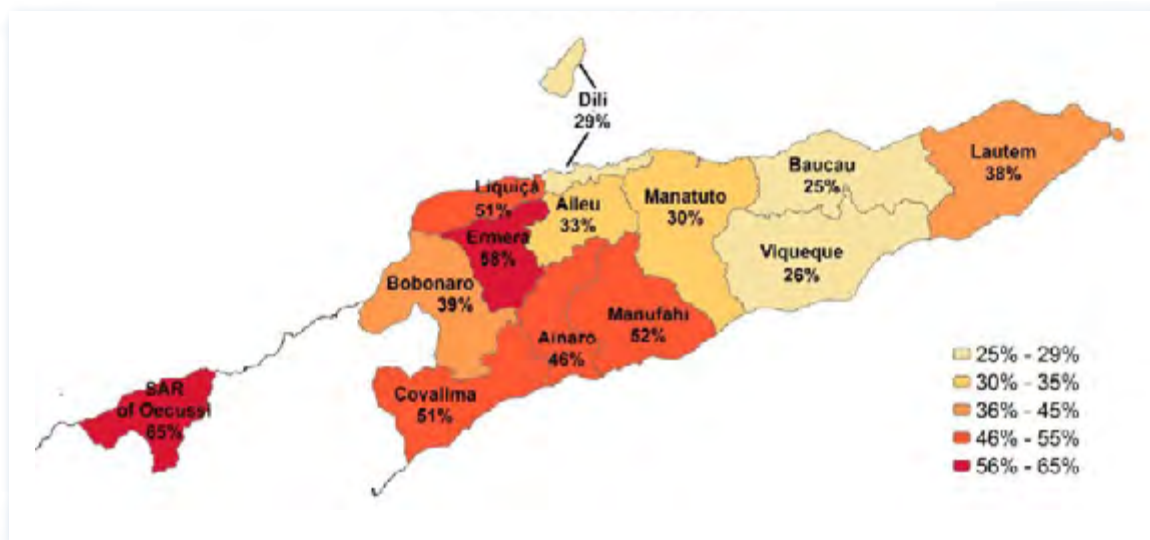 Dili
29%
Baucau
25%
Lautem
38%
Liquiçá
51%
Aileu
33%
Manatuto
30%
Ermera
58%
Viqueque
26%
Bobonaro
39%
Manufahi
52%
Ainaro
46%
Covalima
51%
SAR
of Oecussi
65%
25% - 29%
30% - 35%
36% - 45%
46% - 55%
56% - 65%